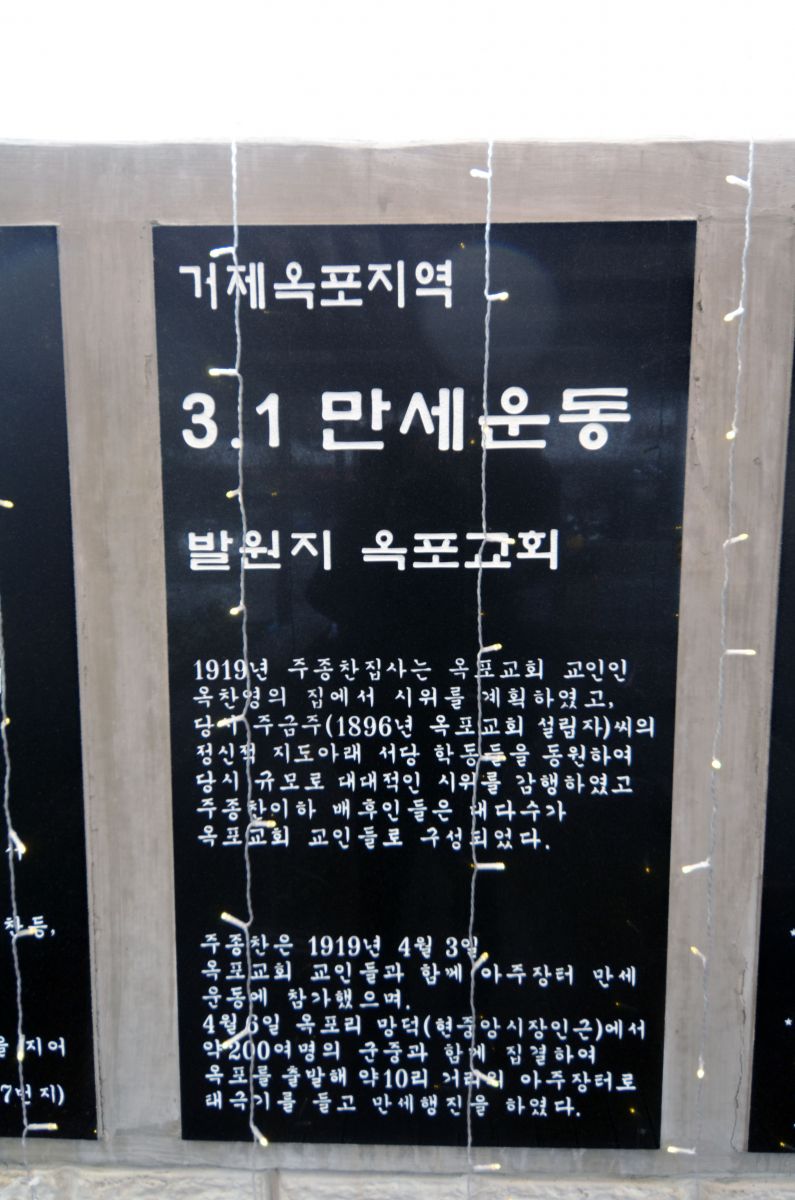 거제옥포지역
3.1 만세운동
발원지 옥포교회
1919년 주종찬집사는 옥포교회 교인인
옥찬영의 집에서 시위를 계획하였고,
당시 주금주(1896년 옥포교회 설립자)씨의
정신적 지도아래 서당 학동들을 동원하여
당시 규모로 대대적인 시위를 감행하였고
주종찬이하 배후인들은 대다수가
옥포교회 교인들로 구성되었다.
주종찬은 1919년 4월 3일
옥포교회 교인들과 함께 아주장터 만세
운동에 참가했으며.
4월 6일 옥포리 망덕(현중앙시장인근)에서
약200여명의 군중과 함께 집결하여
옥포를 출발해 약10리 거리의 아주장터로
태극기를 들고 만세행진을 하였다.
찬등,
을 지어
7번지)